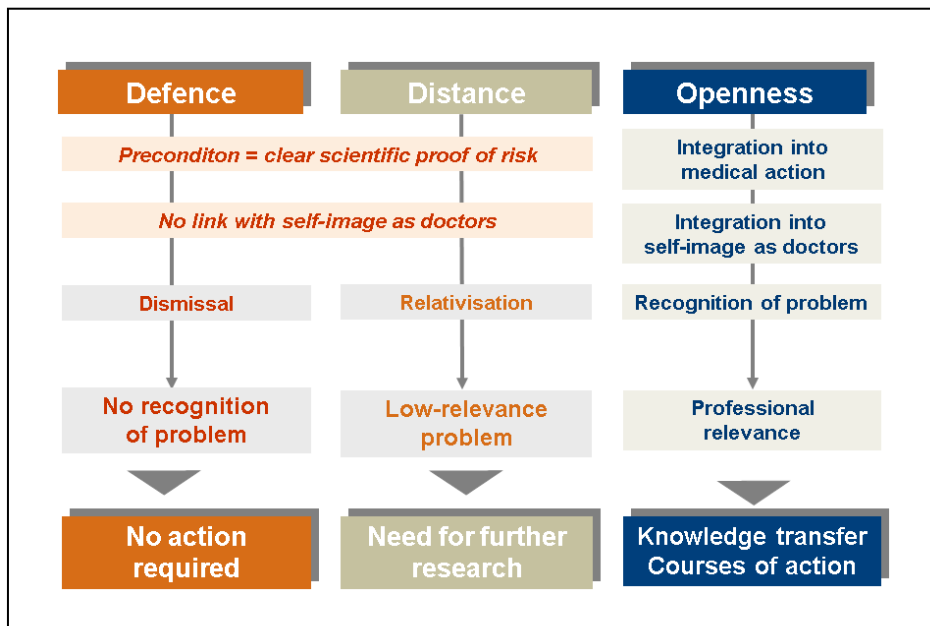 Defence
Distance
Openness
Preconditon = clear scientific proof of risk
Integration into
medical action
No link with self-image as doctors
Integration into
self-image as doctors
Dismissal
Relativisation
Recognition of problem
No recognition
of problem
Low-relevance
problem
Professional
relevance
No action
required
Need for further
research
Knowledge transfer
Courses of action